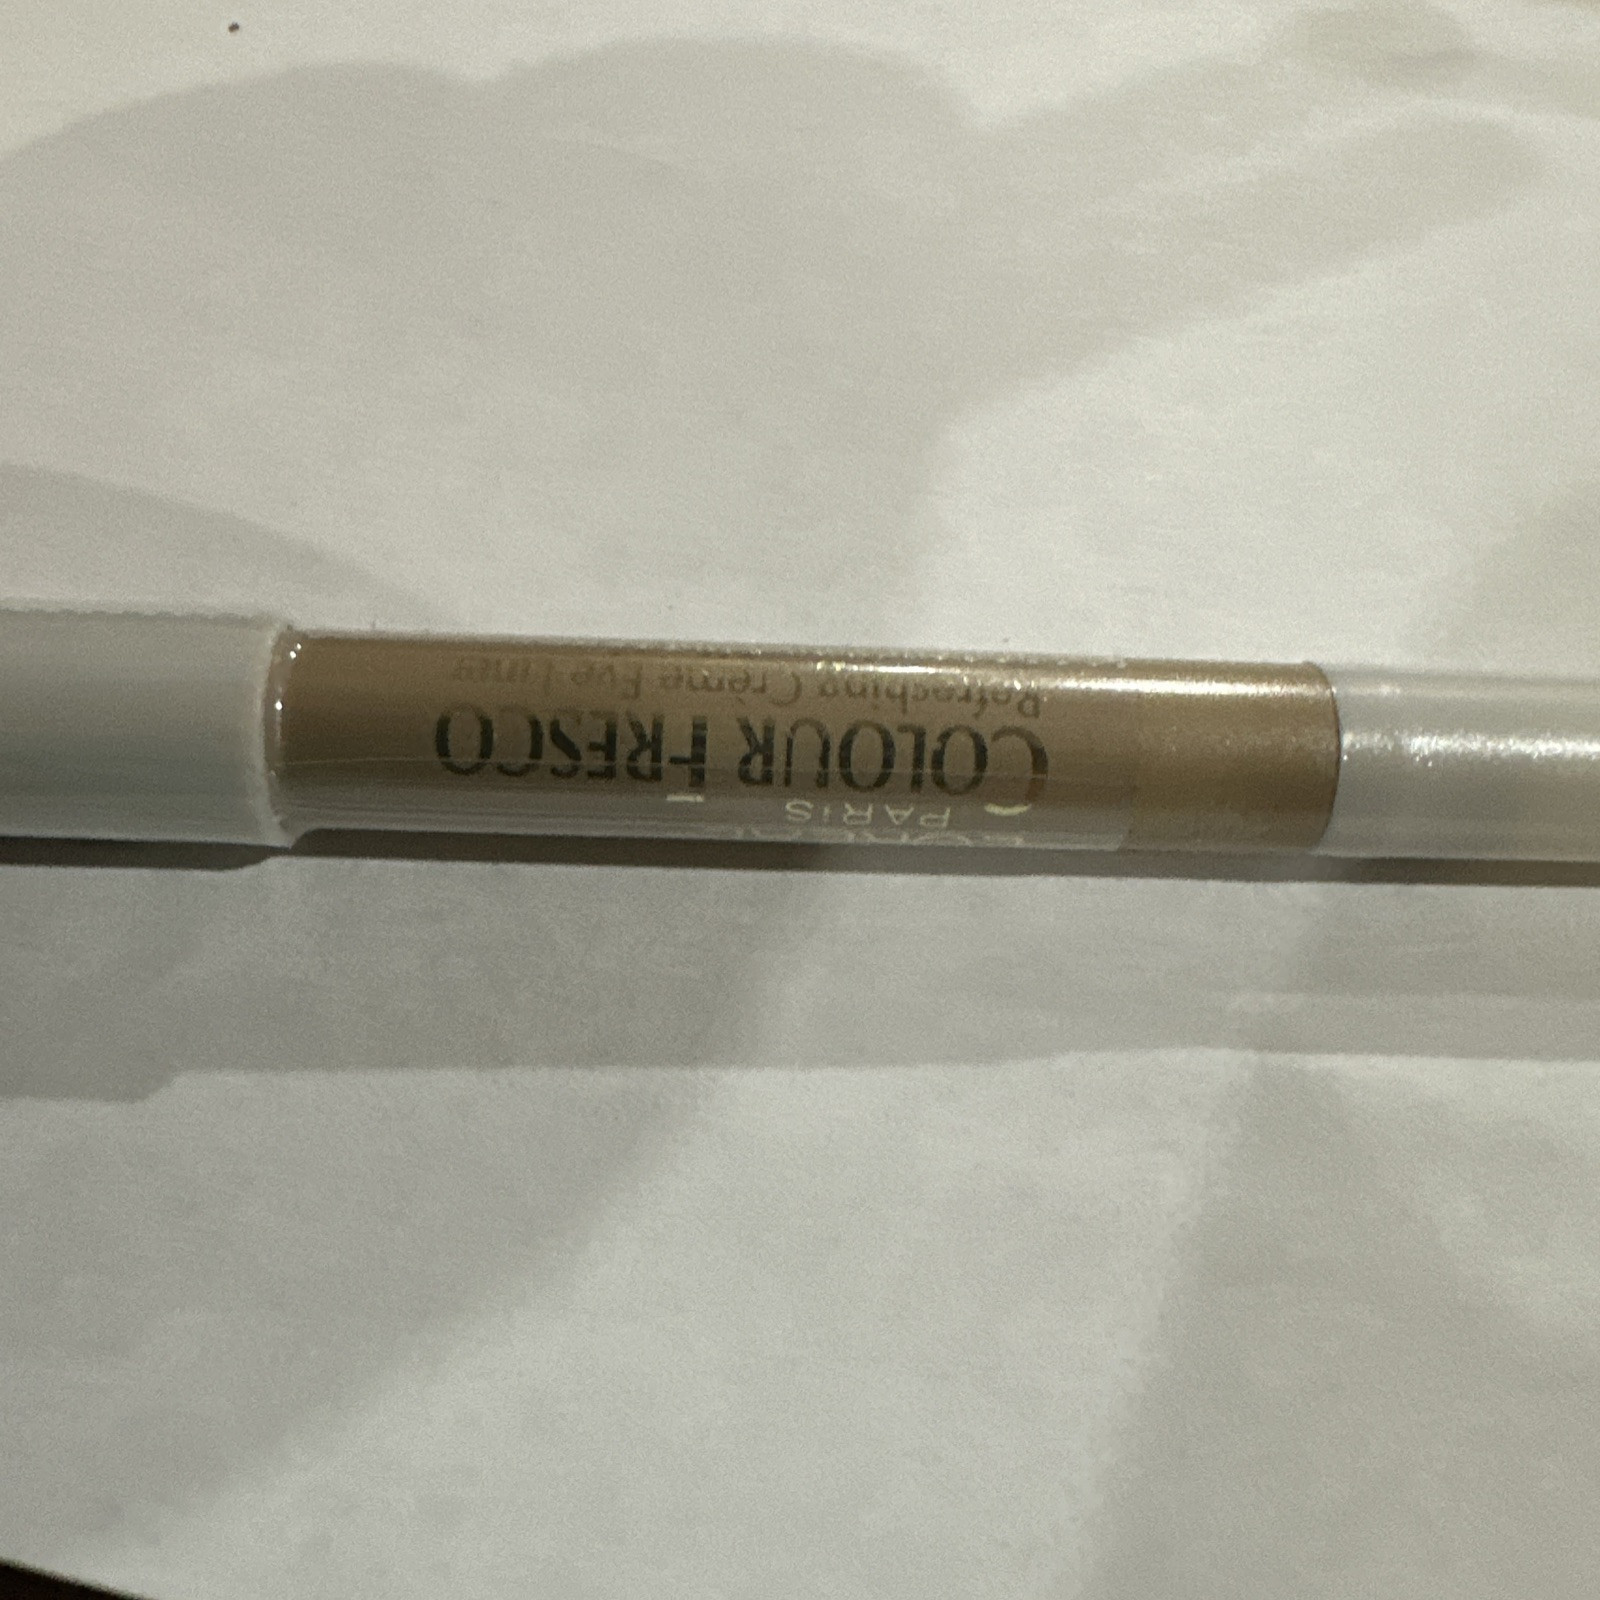 PARiS
COLOUR FRESCO
Refreshing Crème Eye Liner